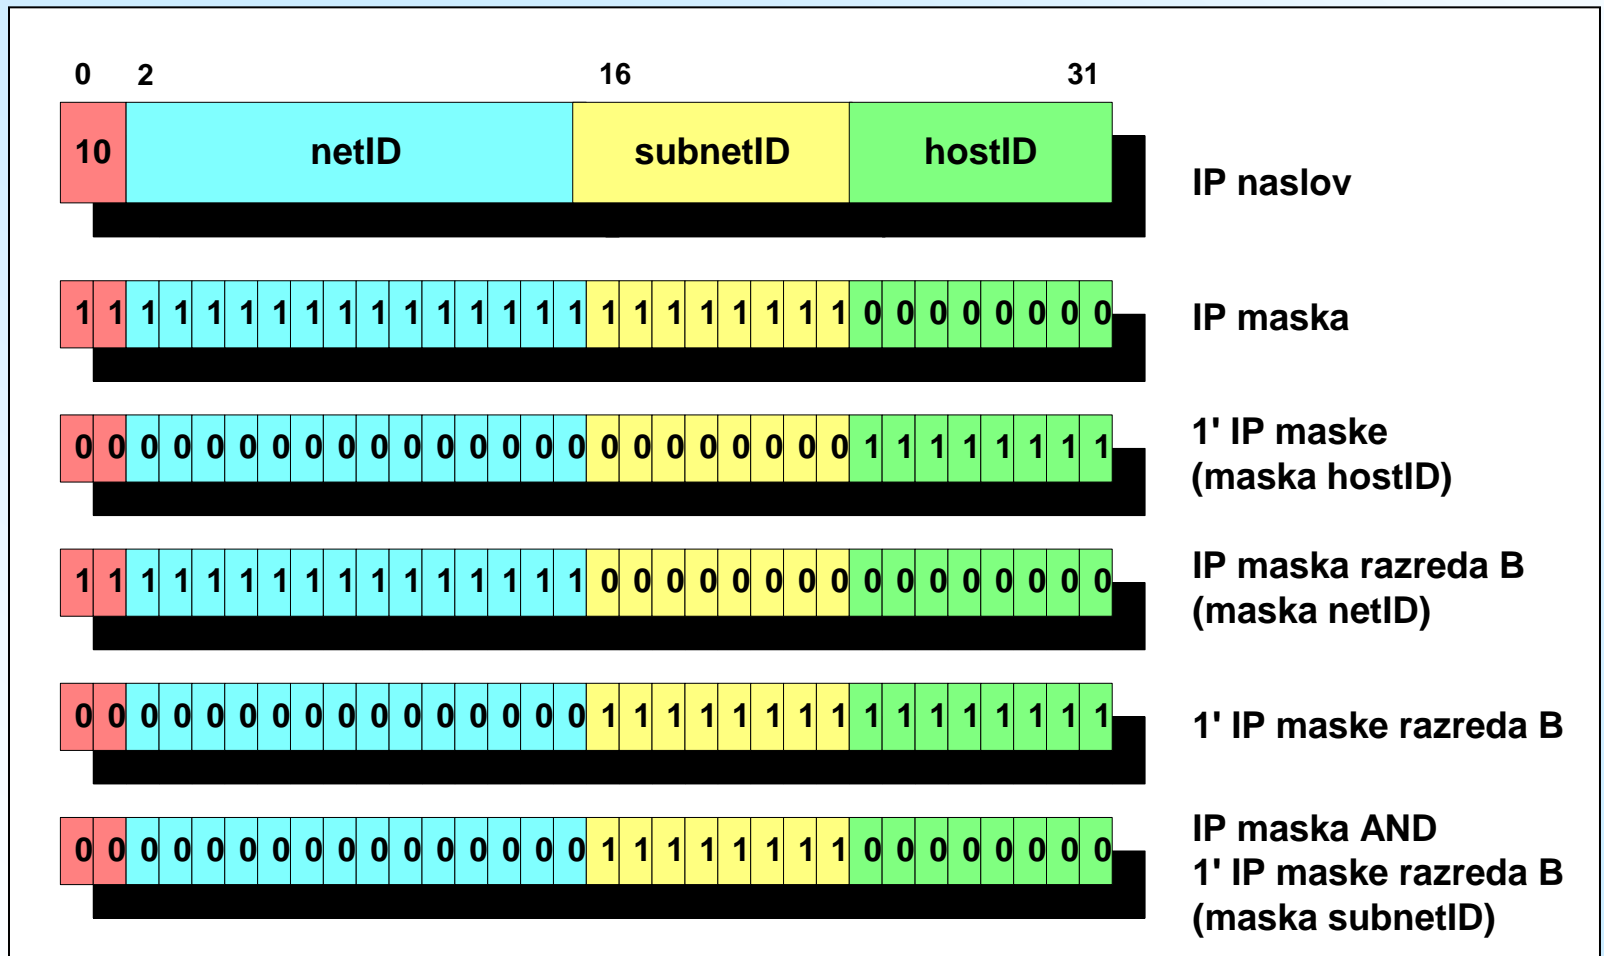 0 2 16 31
10 netID subnetID hostID
IP naslov
1 1 1 1 1 1 1 1 1 1 1 1 1 1 1 1 1 1 1 1 1 1 1 1 0 0 0 0 0 0 0 0
IP maska
0 0 0 0 0 0 0 0 0 0 0 0 0 0 0 0 0 0 0 0 0 0 0 0 1 1 1 1 1 1 1 1
1' IP maske
(maska hostID)
1 1 1 1 1 1 1 1 1 1 1 1 1 1 1 1 0 0 0 0 0 0 0 0 0 0 0 0 0 0 0 0
IP maska razreda B
(maska netID)
0 0 0 0 0 0 0 0 0 0 0 0 0 0 0 0 1 1 1 1 1 1 1 1 1 1 1 1 1 1 1 1
1' IP maske razreda B
0 0 0 0 0 0 0 0 0 0 0 0 0 0 0 0 1 1 1 1 1 1 1 1 0 0 0 0 0 0 0 0
IP maska AND
1' IP maske razreda B
(maska subnetID)